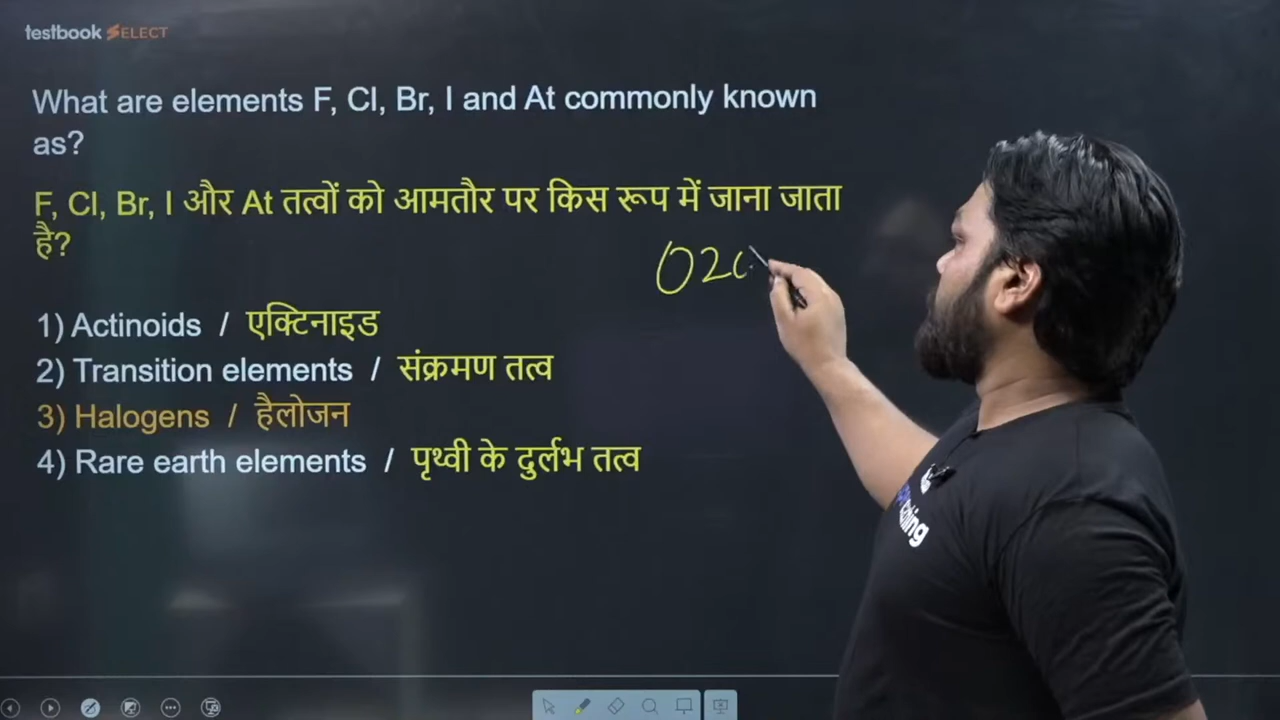 testbook SELECT
What are elements F, Cl, Br, I and At commonly known
as?
F, Cl, Br, I और At तत्वों को आमतौर पर किस रूप में जाना जाता
है?
1) Actinoids / एक्टिनाइड
2) Transition elements / संक्रमण तत्व
3) Halogens / हैलोजन
4) Rare earth elements / पृथ्वी के दुर्लभ तत्व